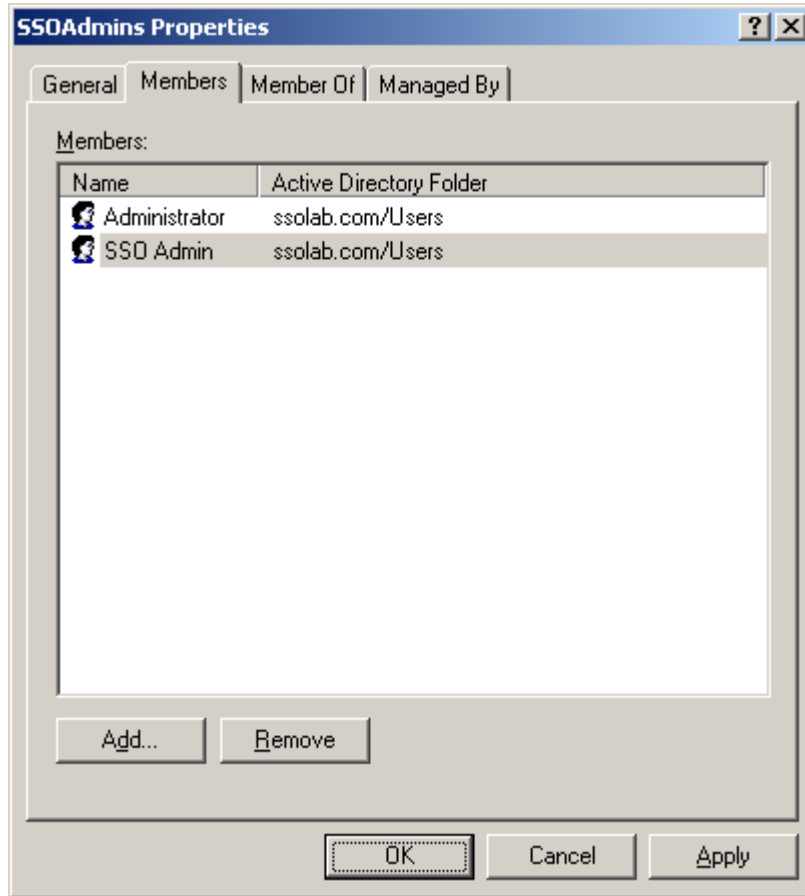 SSOAdmins Properties
General Members Member Of Managed By
Members:
Name Active Directory Folder
Administrator ssolab.com/Users
SSO Admin ssolab.com/Users
Add... Remove
OK Cancel Apply